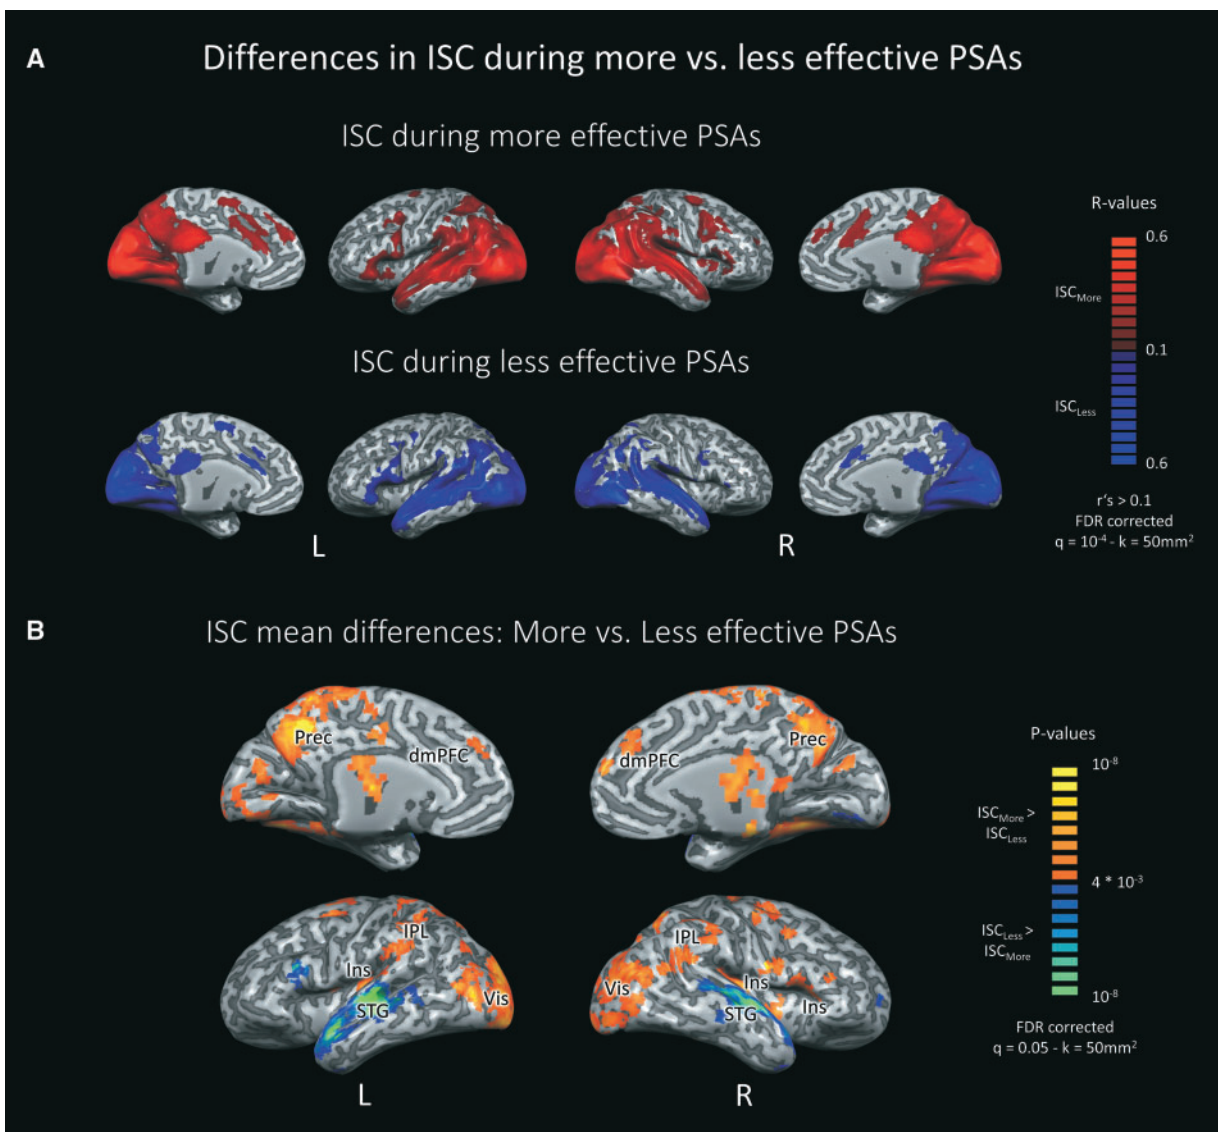 A
Differences in ISC during more vs. less effective PSAs
ISC during more effective PSAs
R-values
0.6
ISCMore
0.1
ISCLess
0.6
r's > 0.1
FDR corrected
q = 10-4 - k = 50mm2
ISC during less effective PSAs
L
R
B
ISC mean differences: More vs. Less effective PSAs
Prec
dmPFC
dmPFC
Prec
P-values
10-8
ISCMore >
ISCLess
4 * 10-3
ISCLess >
ISCMore
10-8
FDR corrected
q = 0.05 - k = 50mm2
IPL
Ins
STG
Vis
IPL
Vis
Ins
STG
Ins
L
R